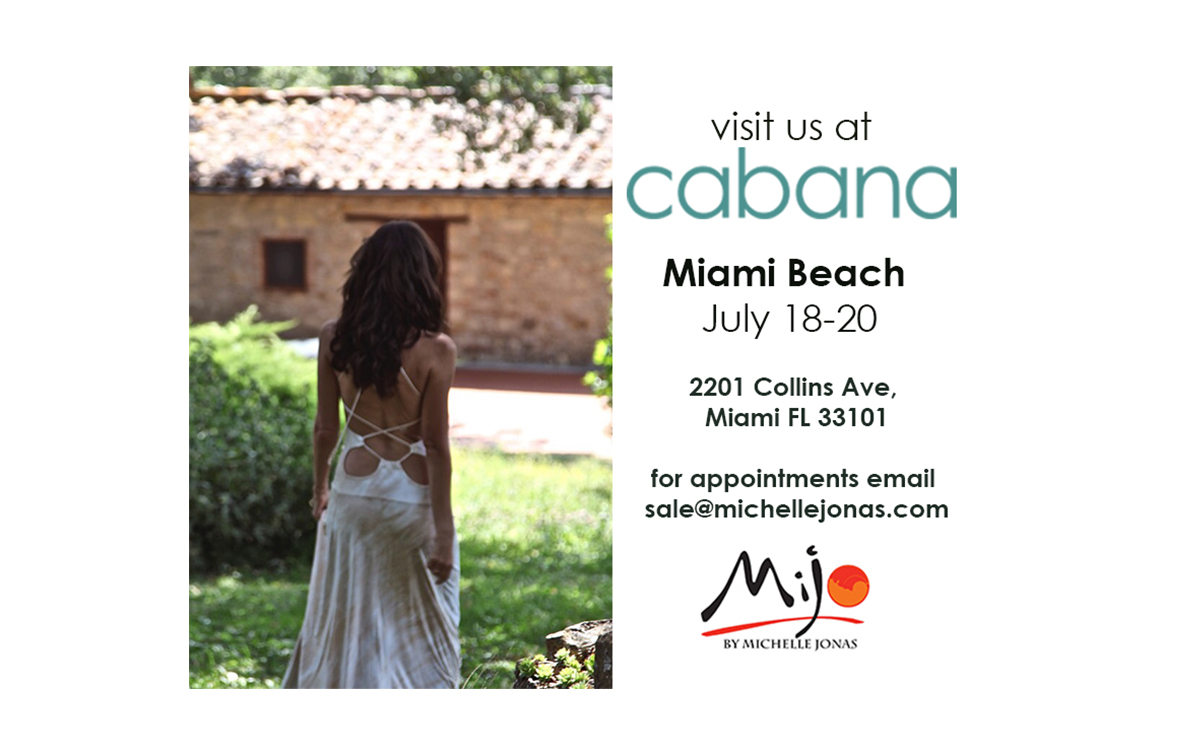 visit us at
cabana
Miami Beach
July 18-20
2201 Collins Ave,
Miami FL 33101
for appointments email
sale@michellejonas.com
Mijo
BY MICHELLE JONAS